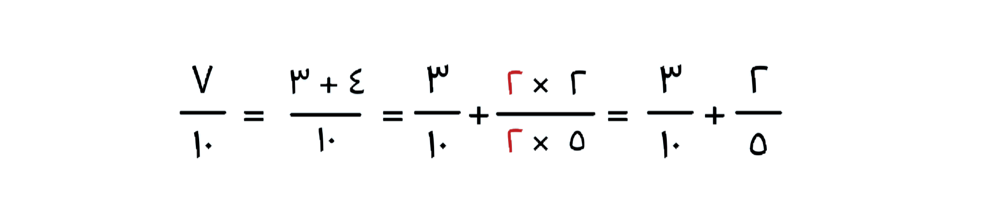 ٢/٥ + ٣/١٠ = (٢ × ٢)/(٥ × ٢) + ٣/١٠ = (٤ + ٣)/١٠ = ٧/١٠